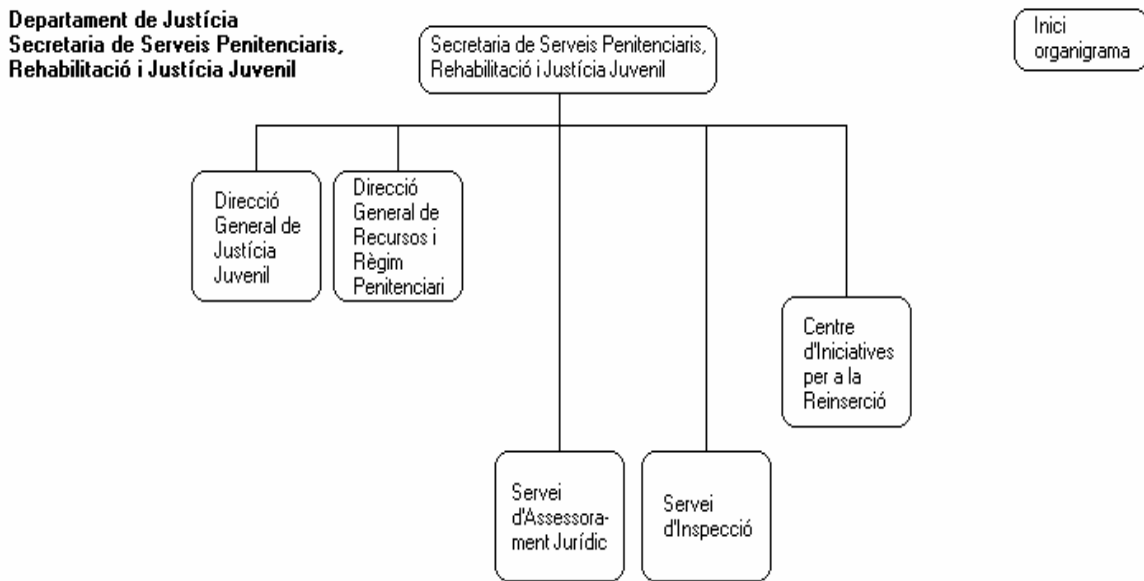 Departament de Justícia
Secretaria de Serveis Penitenciaris,
Rehabilitació i Justícia Juvenil
Secretaria de Serveis Penitenciaris,
Rehabilitació i Justícia Juvenil
Inici
organigrama
Direcció
General de
Justícia
Juvenil
Direcció
General de
Recursos i
Règim
Penitenciari
Centre
d'Iniciatives
per a la
Reinserció
Servei
d'Assessora-
ment Jurídic
Servei
d'Inspecció